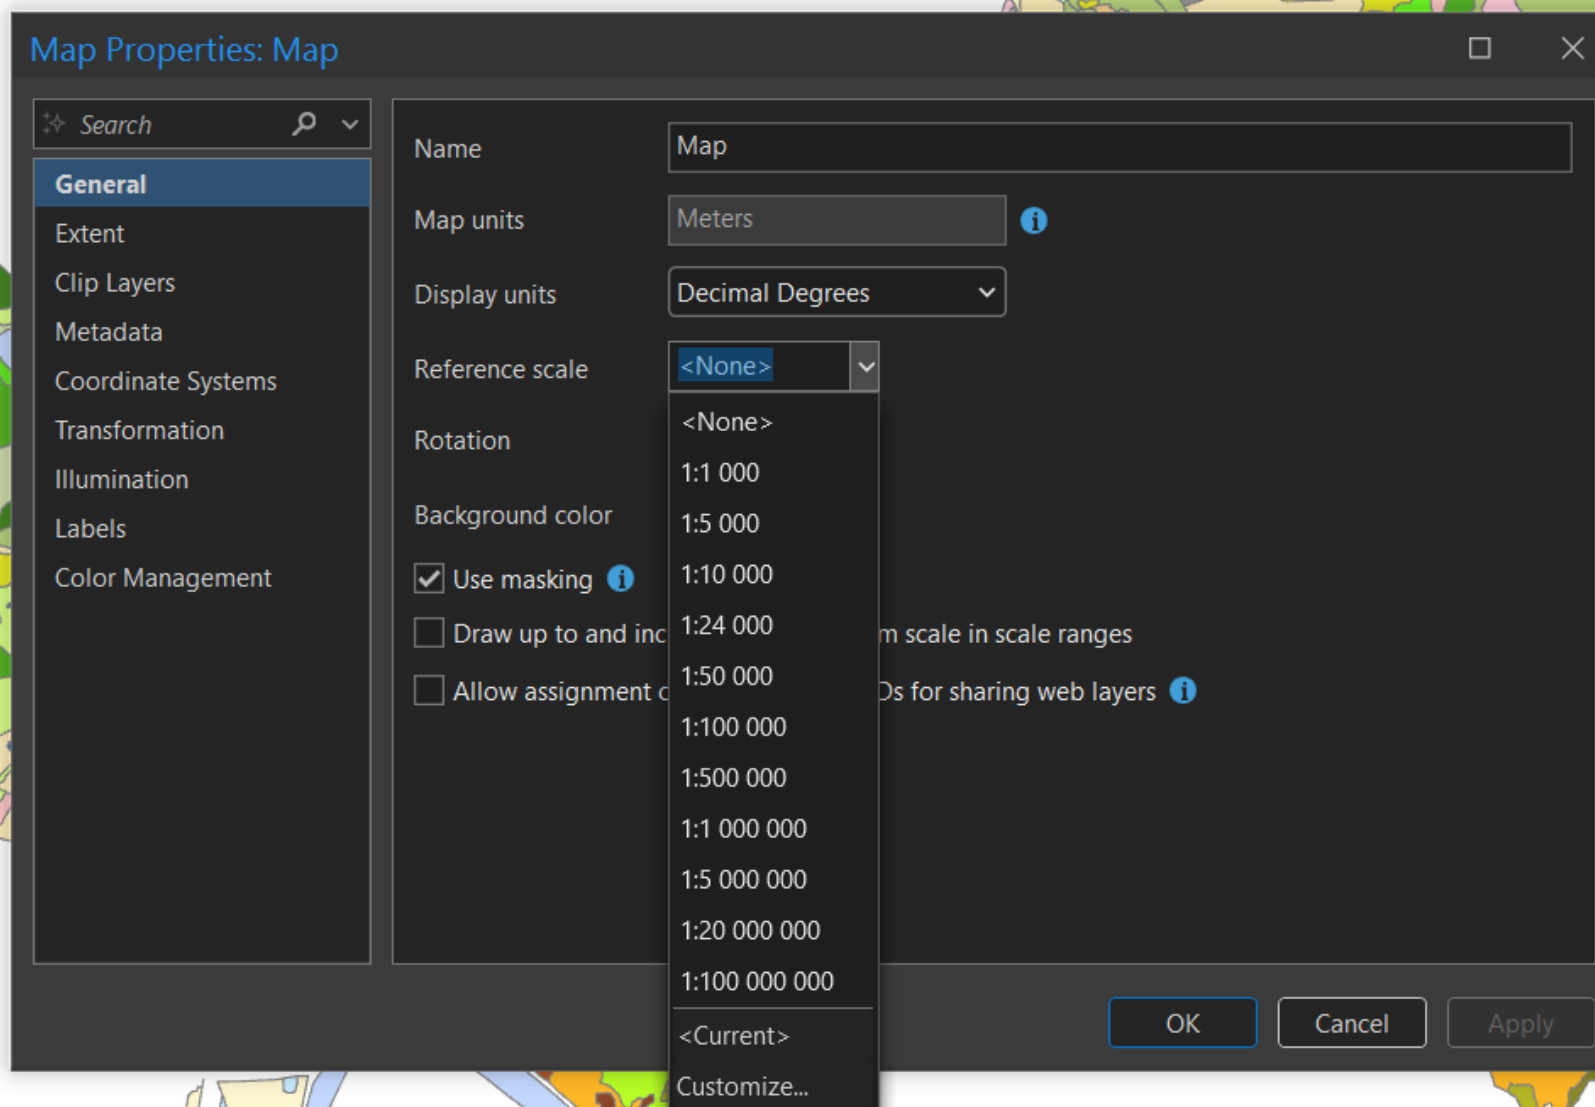 Map Properties: Map
Search
General
Extent
Clip Layers
Metadata
Coordinate Systems
Transformation
Illumination
Labels
Color Management
Name
Map
Map units
Meters
Display units
Decimal Degrees
Reference scale
<None>
<None>
1:1 000
1:5 000
1:10 000
1:24 000
1:50 000
1:100 000
1:500 000
1:1 000 000
1:5 000 000
1:20 000 000
1:100 000 000
<Current>
Customize...
Rotation
Background color
Use masking
Draw up to and inc m scale in scale ranges
Allow assignment Ds for sharing web layers
OK
Cancel
Apply